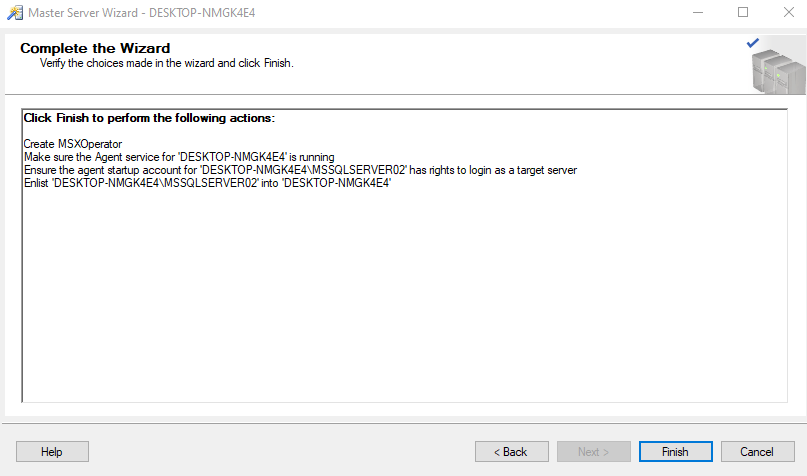 Master Server Wizard - DESKTOP-NMGK4E4
Complete the Wizard
Verify the choices made in the wizard and click Finish.
Click Finish to perform the following actions:
Create MSXOperator
Make sure the Agent service for 'DESKTOP-NMGK4E4' is running
Ensure the agent startup account for 'DESKTOP-NMGK4E4\MSSQLSERVER02' has rights to login as a target server
Enlist 'DESKTOP-NMGK4E4\MSSQLSERVER02' into 'DESKTOP-NMGK4E4'
Help
< Back
Next >
Finish
Cancel